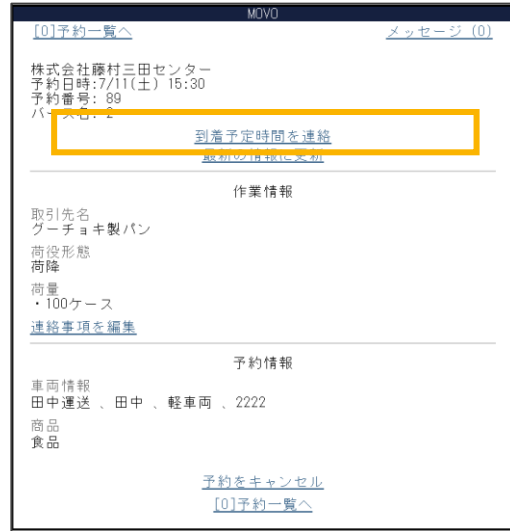 MOVO
[0]予約一覧へ メッセージ (0)
株式会社藤村三田センター
予約日時:7/11(土) 15:30
予約番号: 89
バース名: 2
到着予定時間を連絡
最新の情報に更新
作業情報
取引先名
グーチョキ製パン
荷役形態
荷降
荷量
・100ケース
連絡事項を編集
予約情報
車両情報
田中運送 、田中 、軽車両 、2222
商品
食品
予約をキャンセル
[0]予約一覧へ